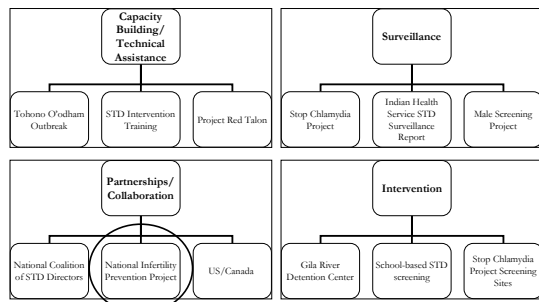 Capacity
Building/
Technical
Assistance
Tohono O'odham
Outbreak
STD Intervention
Training
Project Red Talon
Surveillance
Stop Chlamydia
Project
Indian Health
Service STD
Surveillance
Report
Male Screening
Project
Partnerships/
Collaboration
National Coalition
of STD Directors
National Infertility
Prevention Project
US/Canada
Intervention
Gila River
Detention Center
School-based STD
screening
Stop Chlamydia
Project Screening
Sites